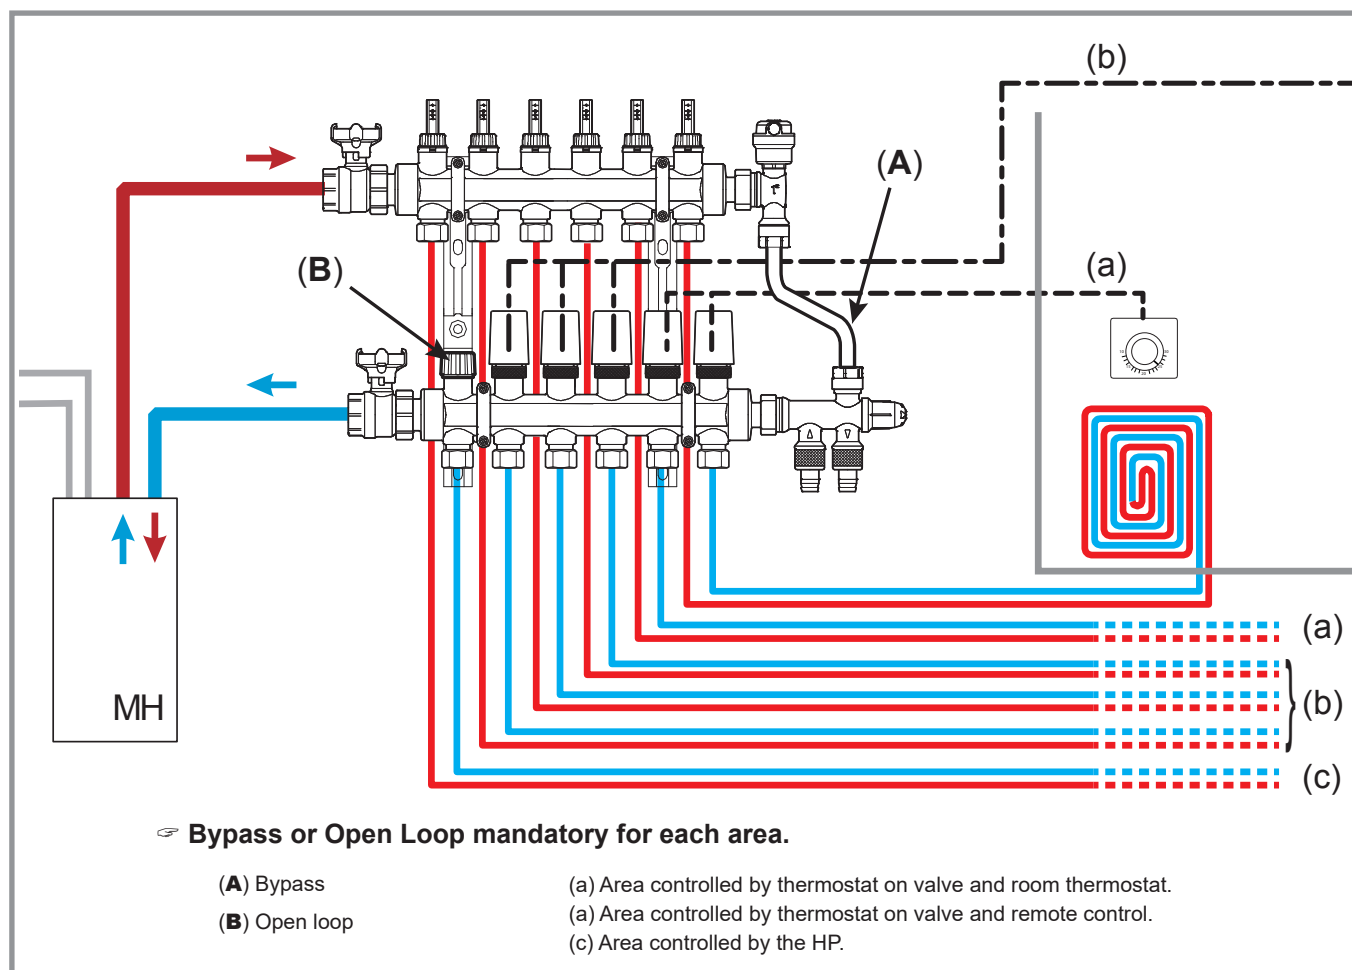 (b)
(A)
(B)
(a)
MH
(a)
(b)
(c)
☞ Bypass or Open Loop mandatory for each area.
(A) Bypass
(B) Open loop
(a) Area controlled by thermostat on valve and room thermostat.
(a) Area controlled by thermostat on valve and remote control.
(c) Area controlled by the HP.